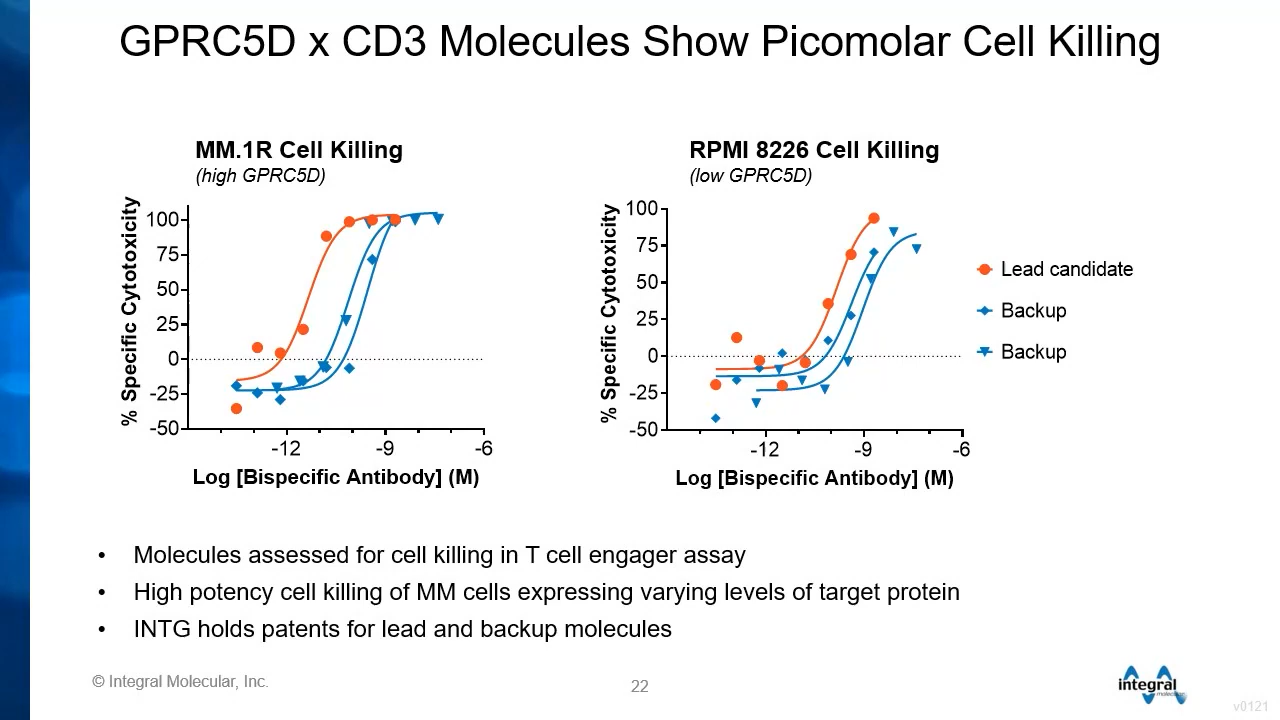 GPRC5D x CD3 Molecules Show Picomolar Cell Killing
MM.1R Cell Killing
(high GPRC5D)
% Specific Cytotoxicity
100
75
50
25
0
-25
-50
-12
-9
-6
Log [Bispecific Antibody] (M)
RPMI 8226 Cell Killing
(low GPRC5D)
% Specific Cytotoxicity
100
75
50
25
0
-25
-50
-12
-9
-6
Log [Bispecific Antibody] (M)
Lead candidate
Backup
Backup
• Molecules assessed for cell killing in T cell engager assay
• High potency cell killing of MM cells expressing varying levels of target protein
• INTG holds patents for lead and backup molecules
© Integral Molecular, Inc.
22
integral
molecular
v0121